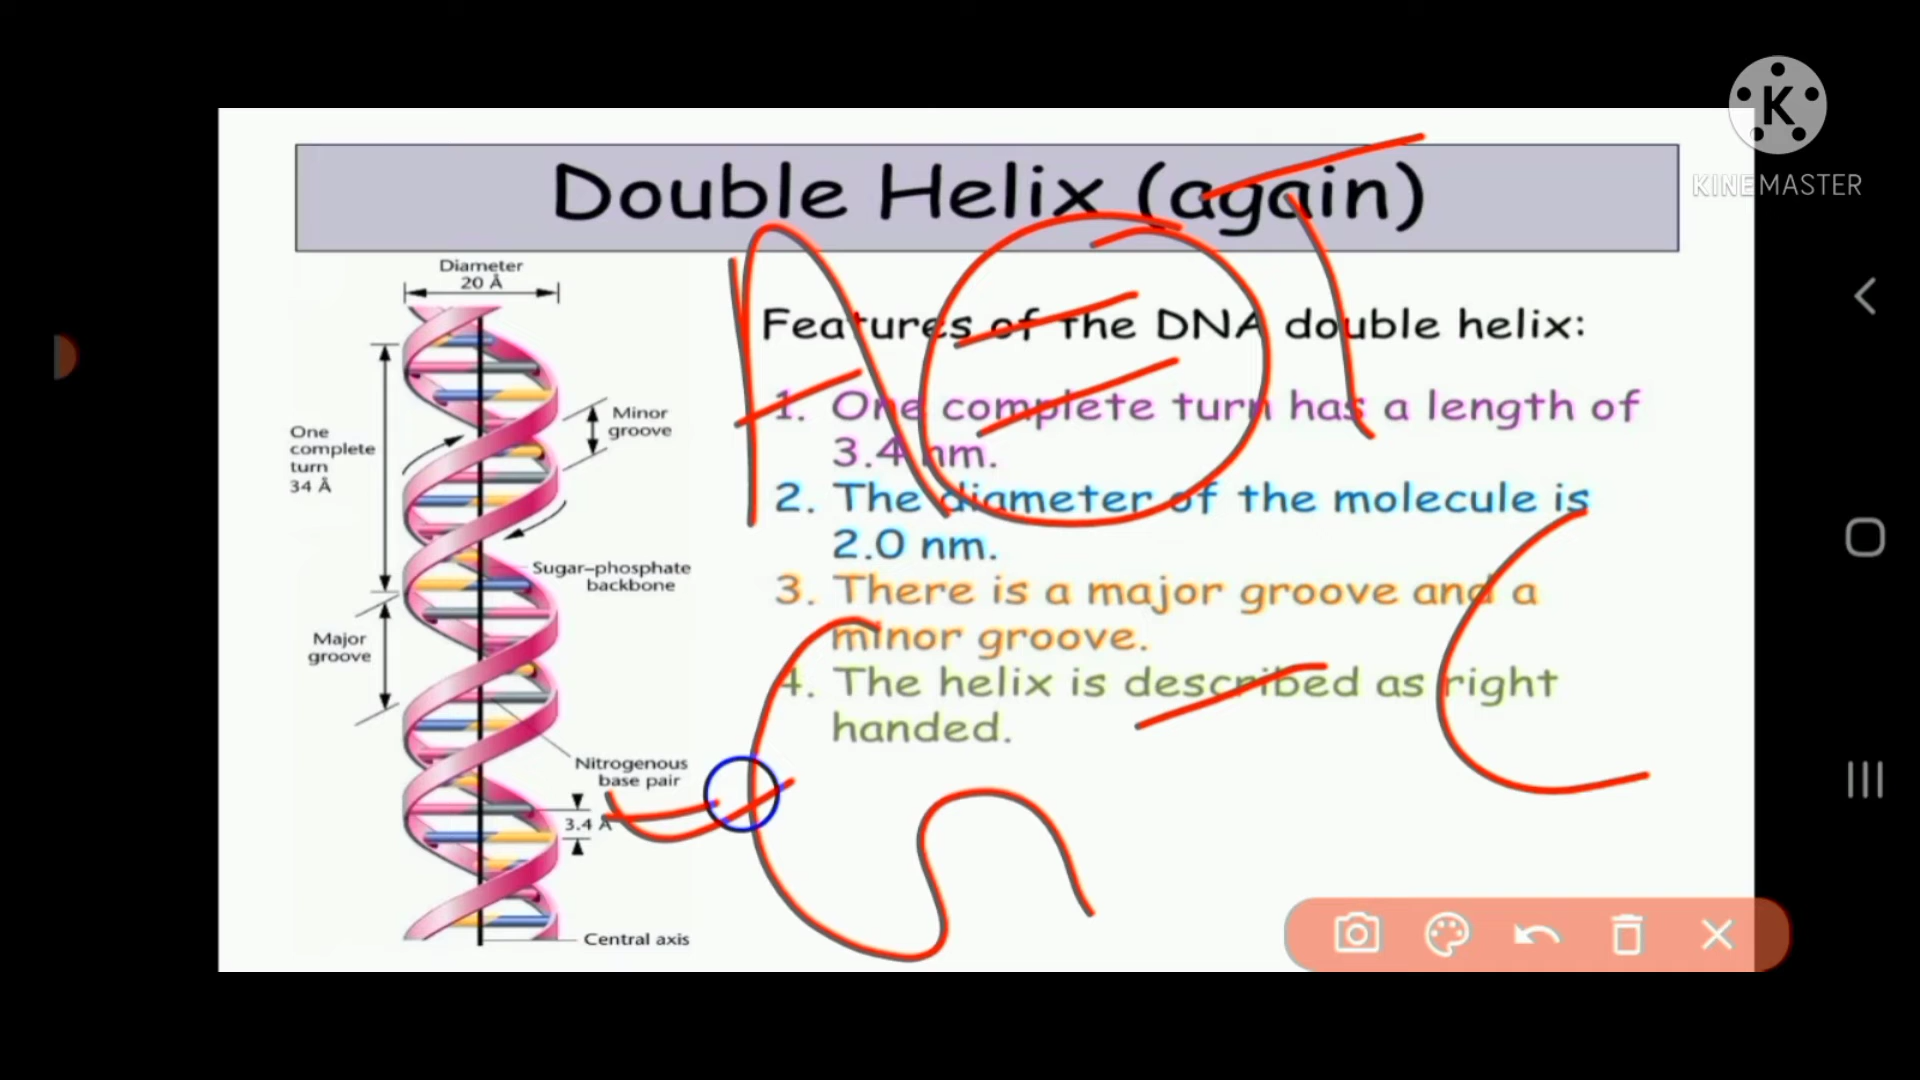 KINEMASTER
Double Helix (again)
Diameter
20 Å
One
complete
turn
34 Å
Minor
groove
Sugar–phosphate
backbone
Major
groove
Nitrogenous
base pair
3.4 Å
Central axis
Features of the DNA double helix:
1. One complete turn has a length of
3.4 nm.
2. The diameter of the molecule is
2.0 nm.
3. There is a major groove and a
minor groove.
4. The helix is described as right
handed.